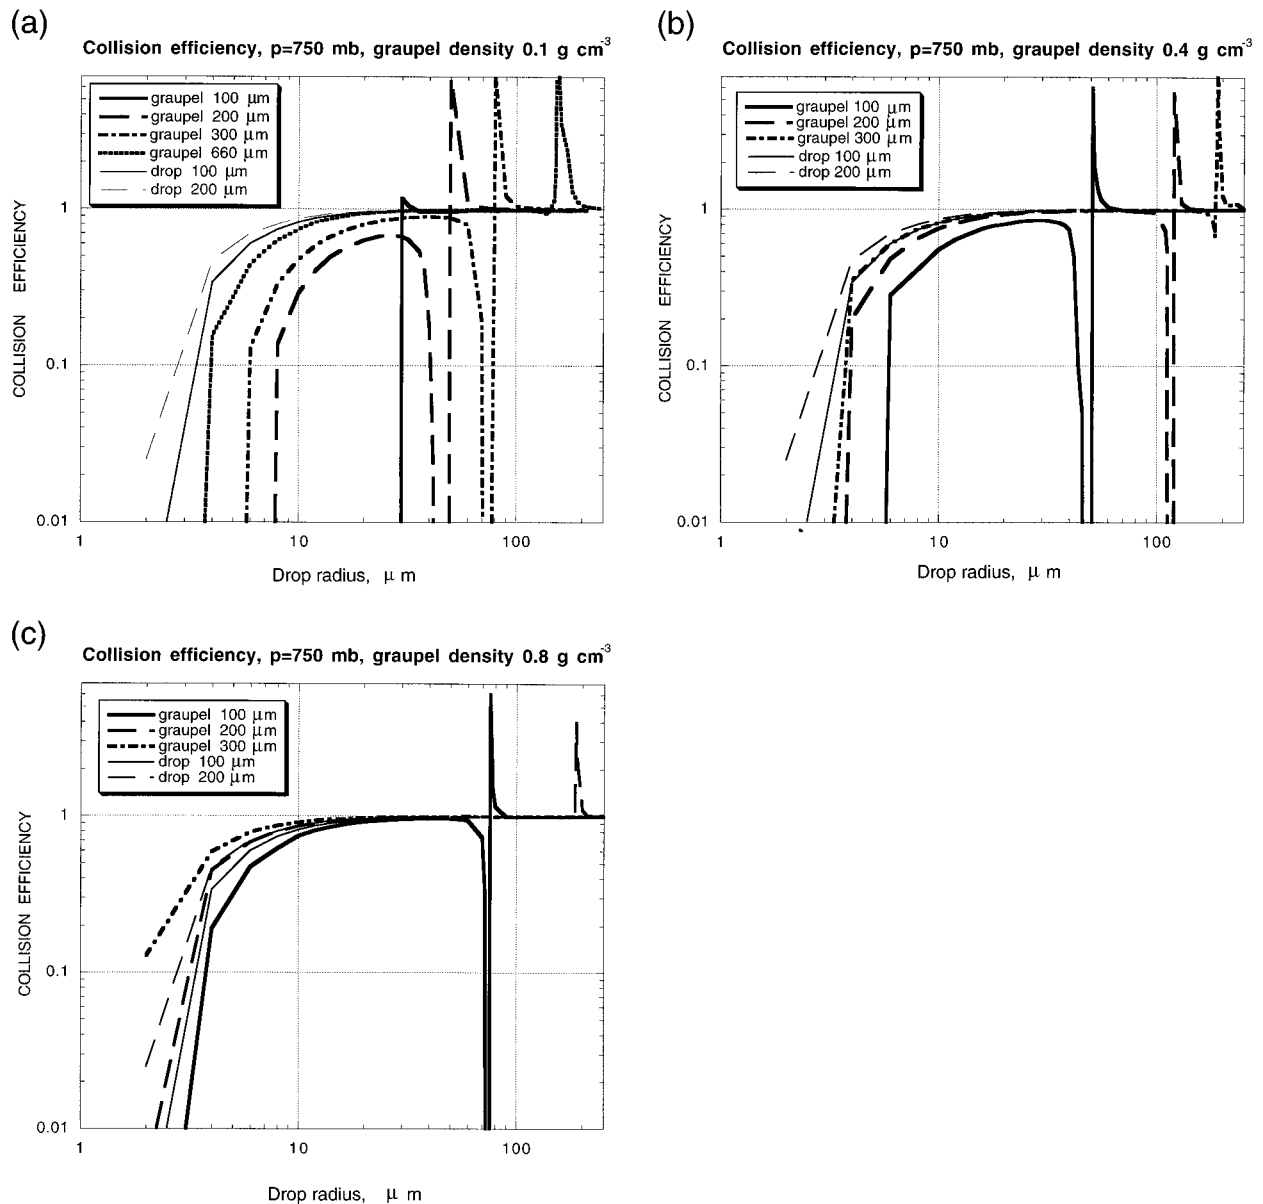 (a)
Collision efficiency, p=750 mb, graupel density 0.1 g cm-3
graupel 100 μm
graupel 200 μm
graupel 300 μm
graupel 660 μm
drop 100 μm
drop 200 μm
COLLISION EFFICIENCY
1
0.1
0.01
1
10
100
Drop radius, μ m
(b)
Collision efficiency, p=750 mb, graupel density 0.4 g cm-3
graupel 100 μm
graupel 200 μm
graupel 300 μm
drop 100 μm
drop 200 μm
COLLISION EFFICIENCY
1
0.1
0.01
1
10
100
Drop radius, μ m
(c)
Collision efficiency, p=750 mb, graupel density 0.8 g cm-3
graupel 100 μm
graupel 200 μm
graupel 300 μm
drop 100 μm
drop 200 μm
COLLISION EFFICIENCY
1
0.1
0.01
1
10
100
Drop radius, μ m